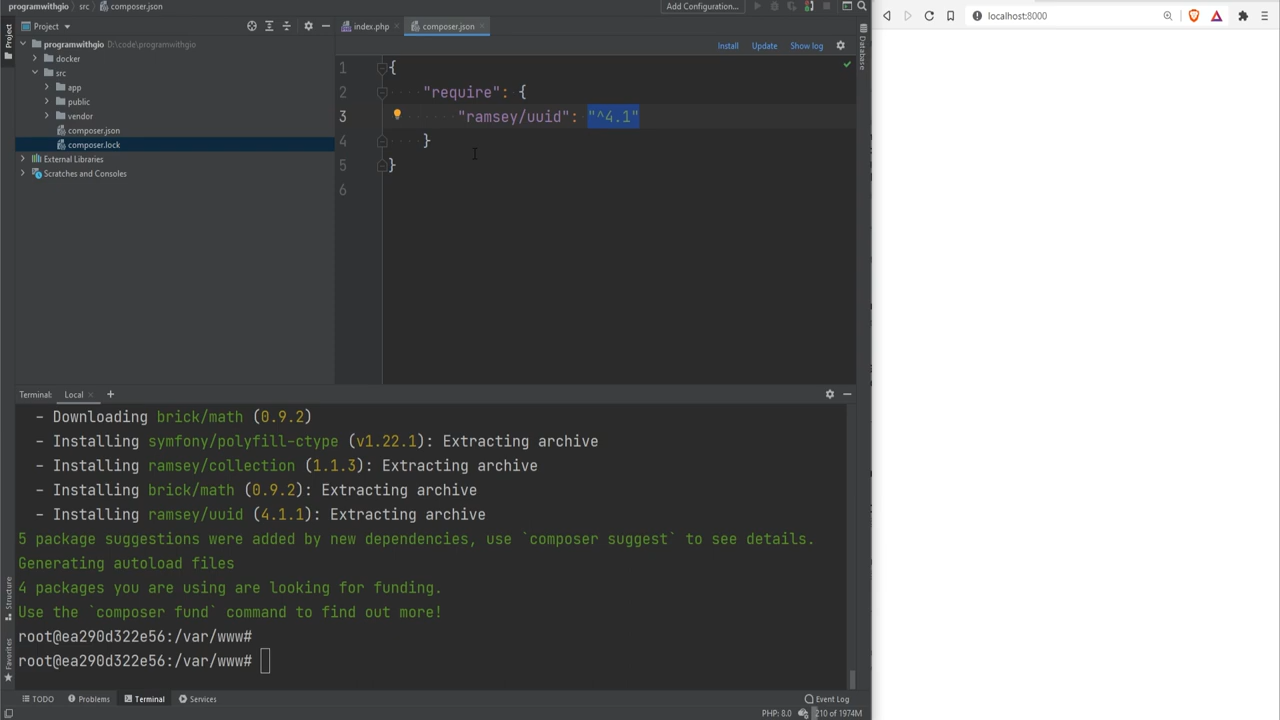 programwithgio > src > composer.json
Add Configuration...
Project
programwithgio D:\code\programwithgio
docker
src
app
public
vendor
composer.json
composer.lock
External Libraries
Scratches and Consoles
Project
Structure
Favorites
index.php
composer.json
Install Update Show log
Database
1 {
2 "require": {
3 "ramsey/uuid": "^4.1"
4 }
5 }
6
Terminal: Local
- Downloading brick/math (0.9.2)
- Installing symfony/polyfill-ctype (v1.22.1): Extracting archive
- Installing ramsey/collection (1.1.3): Extracting archive
- Installing brick/math (0.9.2): Extracting archive
- Installing ramsey/uuid (4.1.1): Extracting archive
5 package suggestions were added by new dependencies, use `composer suggest` to see details.
Generating autoload files
4 packages you are using are looking for funding.
Use the `composer fund` command to find out more!
root@ea290d322e56:/var/www#
root@ea290d322e56:/var/www#
TODO Problems Terminal Services
Event Log
PHP: 8.0 210 of 1974M
localhost:8000